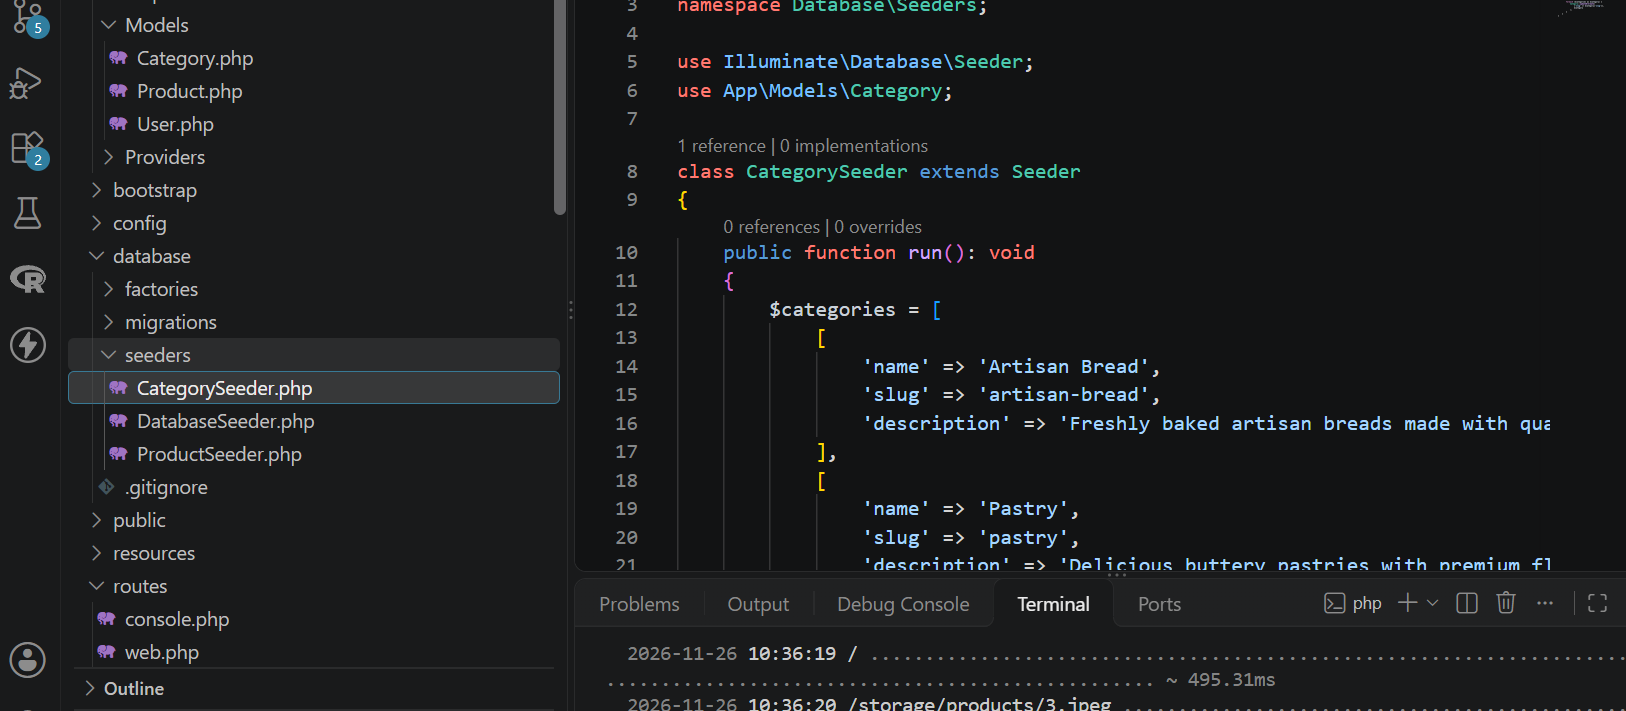 5
2
Models
Category.php
Product.php
User.php
Providers
bootstrap
config
database
factories
migrations
seeders
CategorySeeder.php
DatabaseSeeder.php
ProductSeeder.php
.gitignore
public
resources
routes
console.php
web.php
Outline
3 namespace Database\Seeders;
4
5 use Illuminate\Database\Seeder;
6 use App\Models\Category;
7
1 reference | 0 implementations
8 class CategorySeeder extends Seeder
9 {
0 references | 0 overrides
10 public function run(): void
11 {
12 $categories = [
13 [
14 'name' => 'Artisan Bread',
15 'slug' => 'artisan-bread',
16 'description' => 'Freshly baked artisan breads made with qua
17 ],
18 [
19 'name' => 'Pastry',
20 'slug' => 'pastry',
21 'description' => 'Delicious buttery pastries with premium fl
Problems Output Debug Console Terminal Ports php
2026-11-26 10:36:19 / ..................................................................
..................................................... ~ 495.31ms
2026-11-26 10:36:20 /storage/products/3.jpeg ............................................